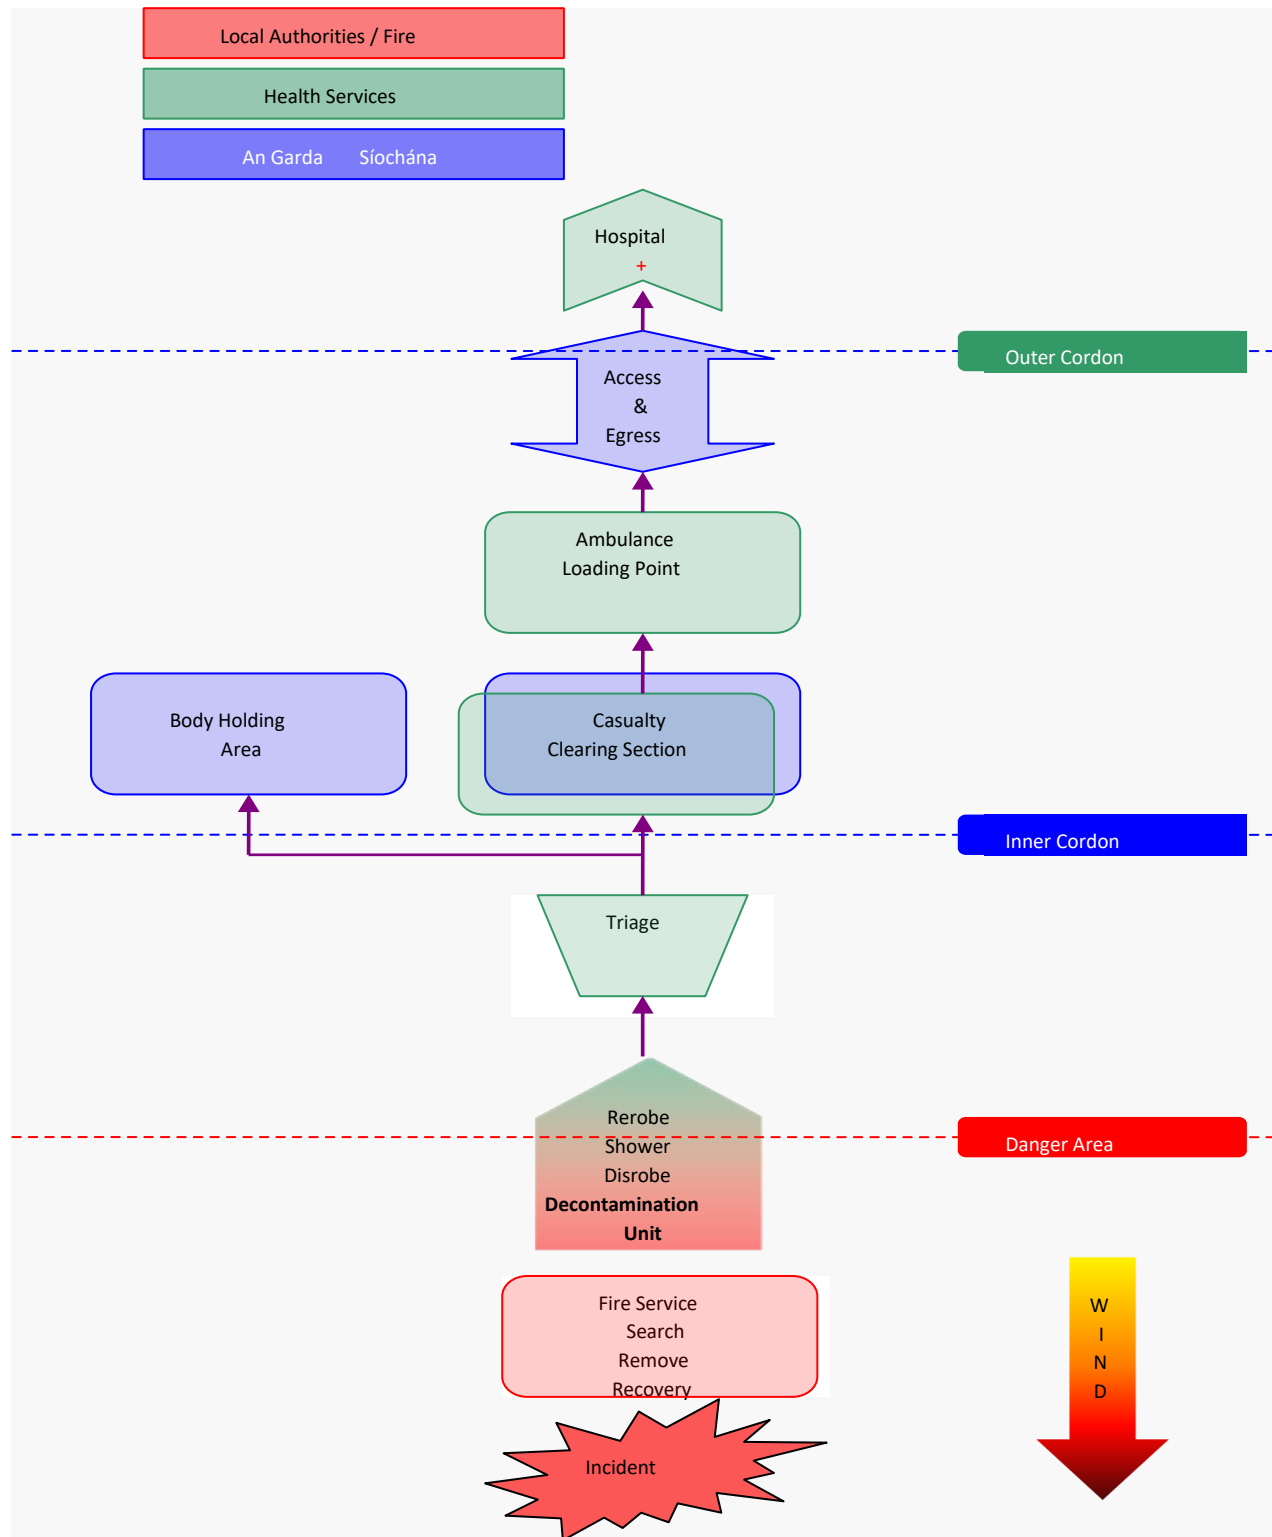 Local Authorities / Fire
Health Services
An Garda Síochána
Hospital
+
Outer Cordon
Access
&
Egress
Ambulance
Loading Point
Body Holding
Area
Casualty
Clearing Section
Inner Cordon
Triage
Rerobe
Shower
Disrobe
Decontamination
Unit
Danger Area
Fire Service
Search
Remove
Recovery
W
I
N
D
Incident